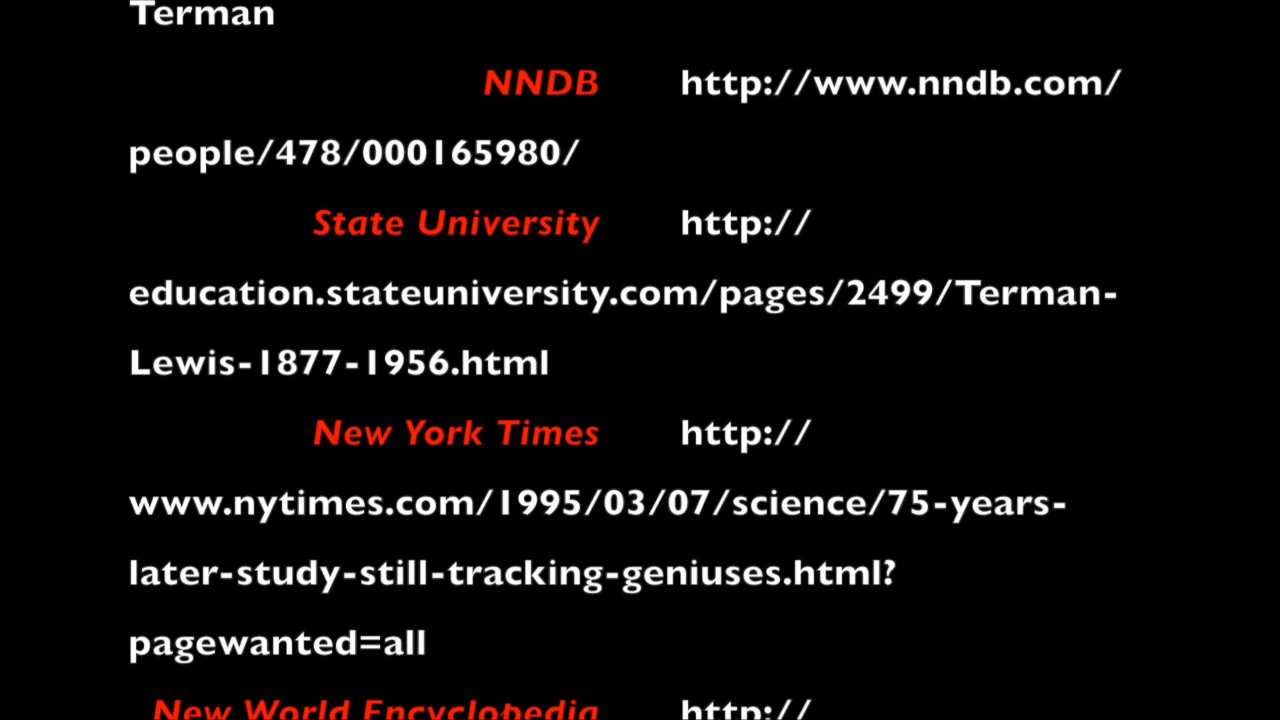 Terman
NNDB http://www.nndb.com/
people/478/000165980/
State University http://
education.stateuniversity.com/pages/2499/Terman-
Lewis-1877-1956.html
New York Times http://
www.nytimes.com/1995/03/07/science/75-years-
later-study-still-tracking-geniuses.html?
pagewanted=all
New World Encyclopedia http://